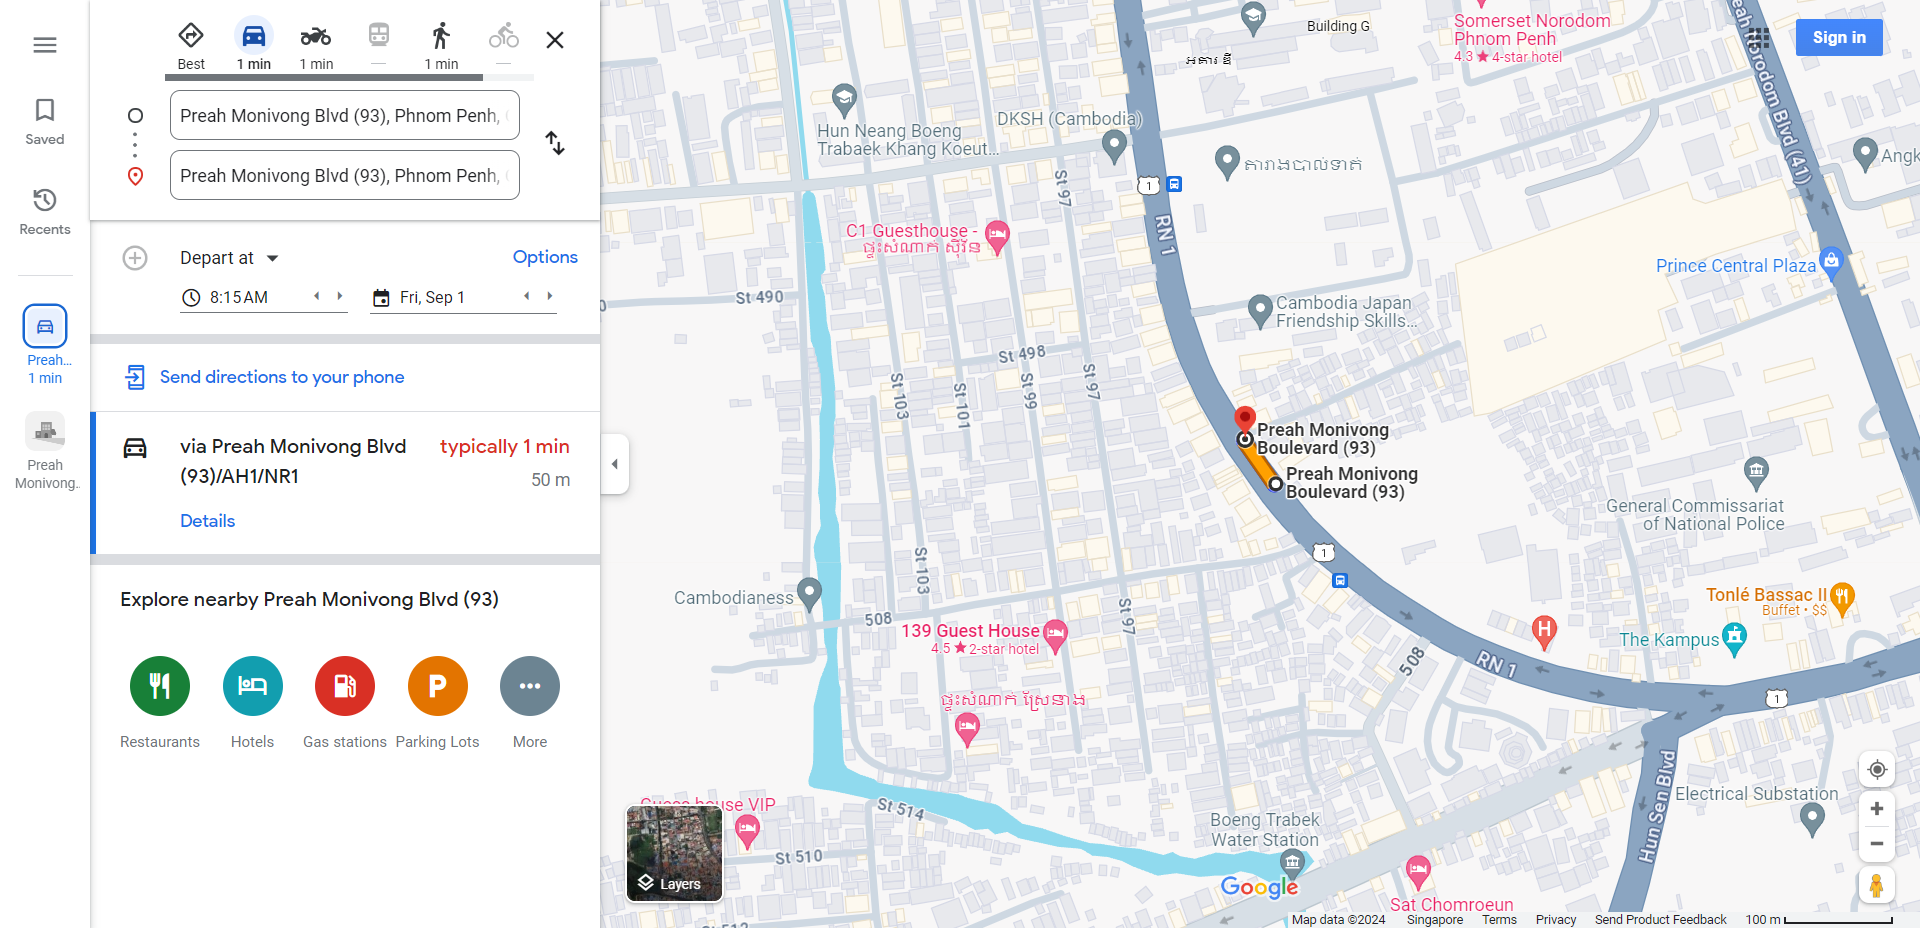 Saved
Recents
Preah...
1 min
Preah
Monivong...
Best
1 min
1 min
—
1 min
—
Preah Monivong Blvd (93), Phnom Penh,
Preah Monivong Blvd (93), Phnom Penh,
Depart at
Options
8:15 AM
Fri, Sep 1
Send directions to your phone
via Preah Monivong Blvd
(93)/AH1/NR1
typically 1 min
50 m
Details
Explore nearby Preah Monivong Blvd (93)
Restaurants
Hotels
Gas stations
Parking Lots
More
Building G
អគារ ឌី
Somerset Norodom
Phnom Penh
4.3 ★ 4-star hotel
Sign in
Preah Norodom Blvd (41)
Hun Neang Boeng
Trabaek Khang Koeut...
DKSH (Cambodia)
តារាងបាល់ទាត់
Angk
St 97
1
RN 1
C1 Guesthouse -
ផ្ទះសំណាក់ ស៊ីវ័ន
Prince Central Plaza
St 490
Cambodia Japan
Friendship Skills...
St 498
St 103
St 101
St 99
St 97
Preah Monivong
Boulevard (93)
Preah Monivong
Boulevard (93)
General Commissariat
of National Police
1
St 103
Cambodianess
508
St 97
139 Guest House
4.5 ★ 2-star hotel
Tonlé Bassac II
Buffet • $$
H
The Kampus
508
RN 1
1
ផ្ទះសំណាក់ ស្រែនាង
Hun Sen Blvd
Electrical Substation
Guess house VIP
St 514
St 510
Boeng Trabek
Water Station
Layers
Google
Sat Chomroeun
Map data ©2024
Singapore
Terms
Privacy
Send Product Feedback
100 m